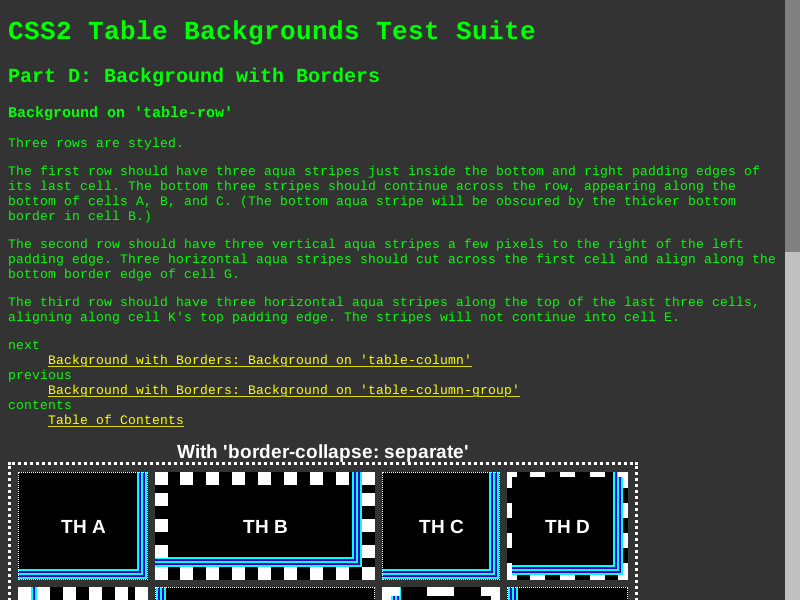 CSS2 Table Backgrounds Test Suite
Part D: Background with Borders
Background on 'table-row'
Three rows are styled.
The first row should have three aqua stripes just inside the bottom and right padding edges of
its last cell. The bottom three stripes should continue across the row, appearing along the
bottom of cells A, B, and C. (The bottom aqua stripe will be obscured by the thicker bottom
border in cell B.)
The second row should have three vertical aqua stripes a few pixels to the right of the left
padding edge. Three horizontal aqua stripes should cut across the first cell and align along the
bottom border edge of cell G.
The third row should have three horizontal aqua stripes along the top of the last three cells,
aligning along cell K's top padding edge. The stripes will not continue into cell E.
next
Background with Borders: Background on 'table-column'
previous
Background with Borders: Background on 'table-column-group'
contents
Table of Contents
With 'border-collapse: separate'
TH A TH B TH C TH D